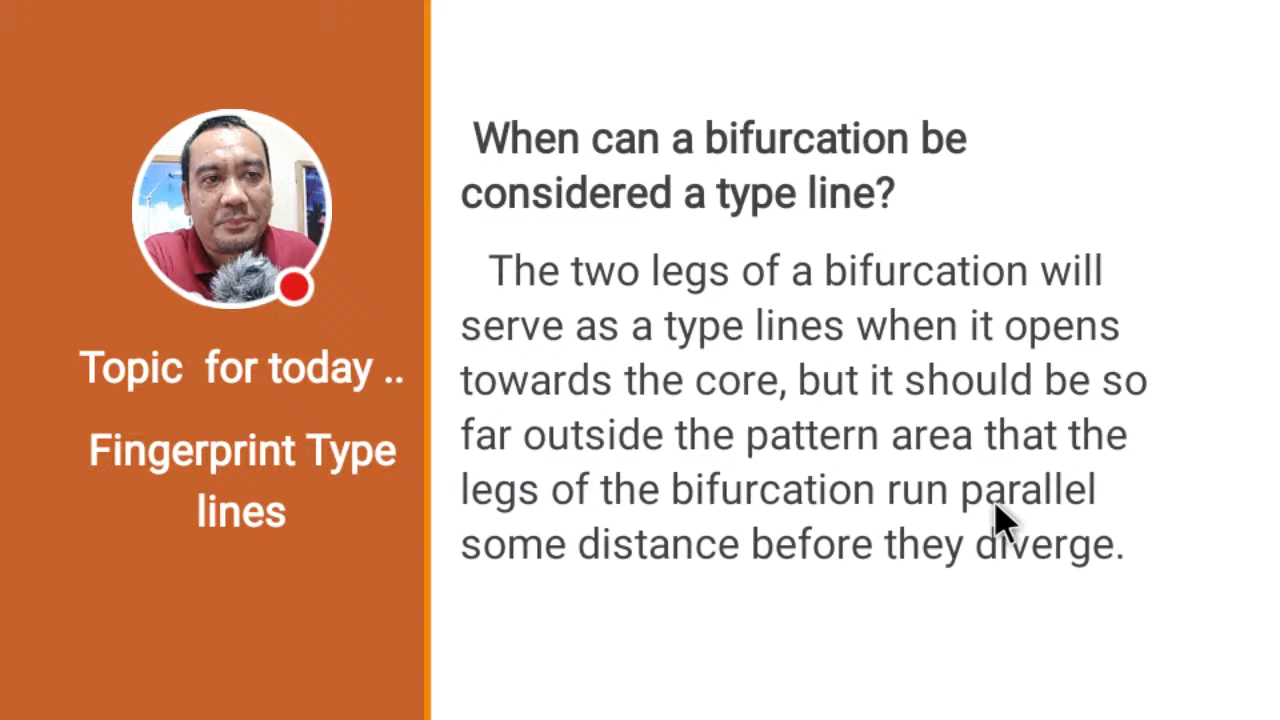 Topic for today ..
Fingerprint Type
lines
When can a bifurcation be
considered a type line?
The two legs of a bifurcation will
serve as a type lines when it opens
towards the core, but it should be so
far outside the pattern area that the
legs of the bifurcation run parallel
some distance before they diverge.